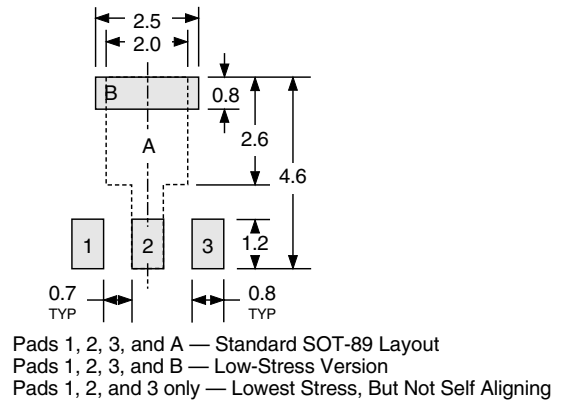 2.5
2.0
B
0.8
A
2.6
4.6
1 2 3
1.2
0.7 0.8
TYP TYP
Pads 1, 2, 3, and A — Standard SOT-89 Layout
Pads 1, 2, 3, and B — Low-Stress Version
Pads 1, 2, and 3 only — Lowest Stress, But Not Self Aligning